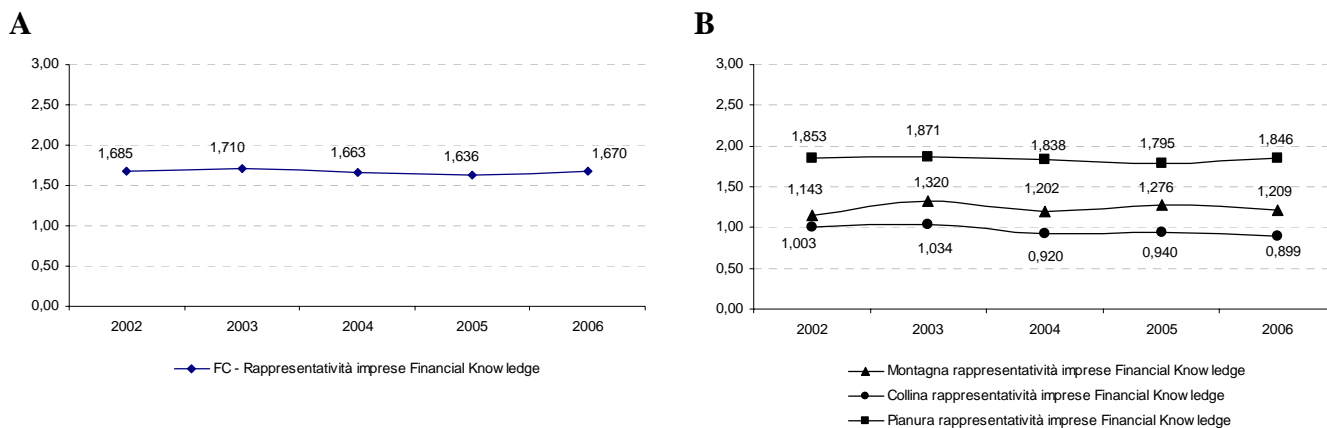 A
3,00
2,50
2,00
1,50
1,00
0,50
0,00
1,685
1,710
1,663
1,636
1,670
2002 2003 2004 2005 2006
FC - Rappresentatività imprese Financial Know ledge
B
3,00
2,50
2,00
1,50
1,00
0,50
0,00
1,853 1,871 1,838 1,795 1,846
1,143 1,320 1,202 1,276 1,209
1,003 1,034 0,920 0,940 0,899
2002 2003 2004 2005 2006
Montagna rappresentatività imprese Financial Know ledge
Collina rappresentatività imprese Financial Know ledge
Pianura rappresentatività imprese Financial Know ledge